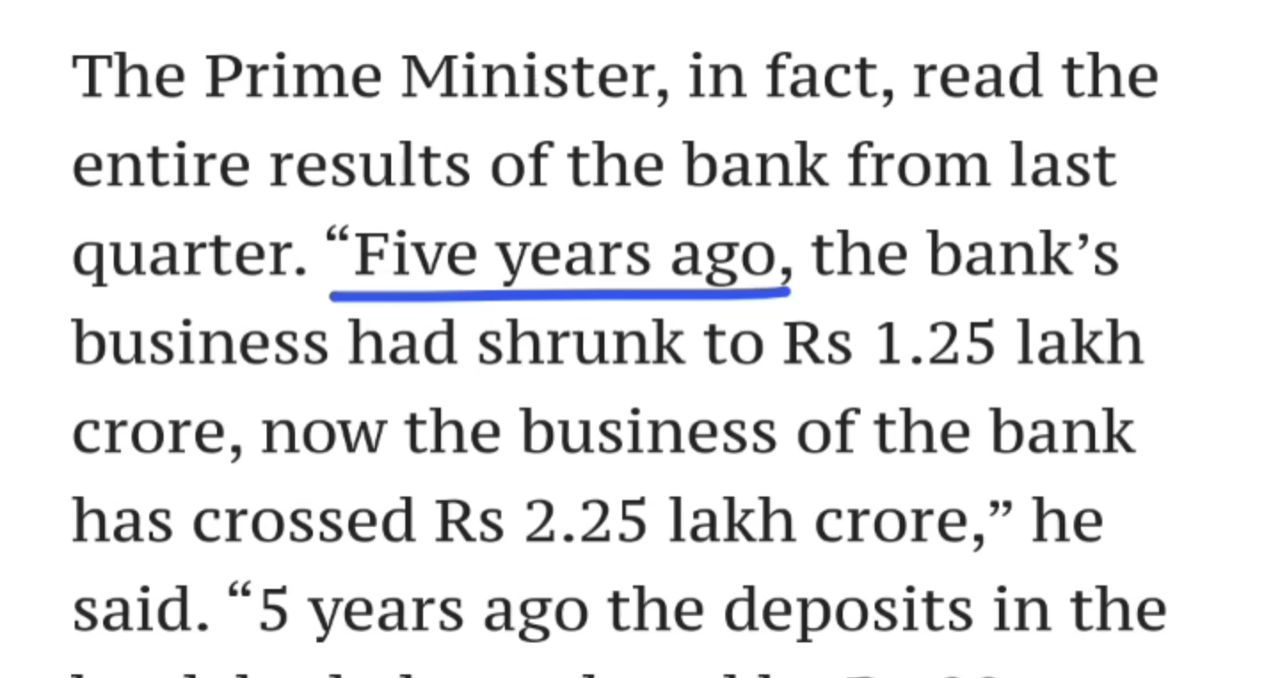 The Prime Minister, in fact, read the
entire results of the bank from last
quarter. “Five years ago, the bank’s
business had shrunk to Rs 1.25 lakh
crore, now the business of the bank
has crossed Rs 2.25 lakh crore,” he
said. “5 years ago the deposits in the